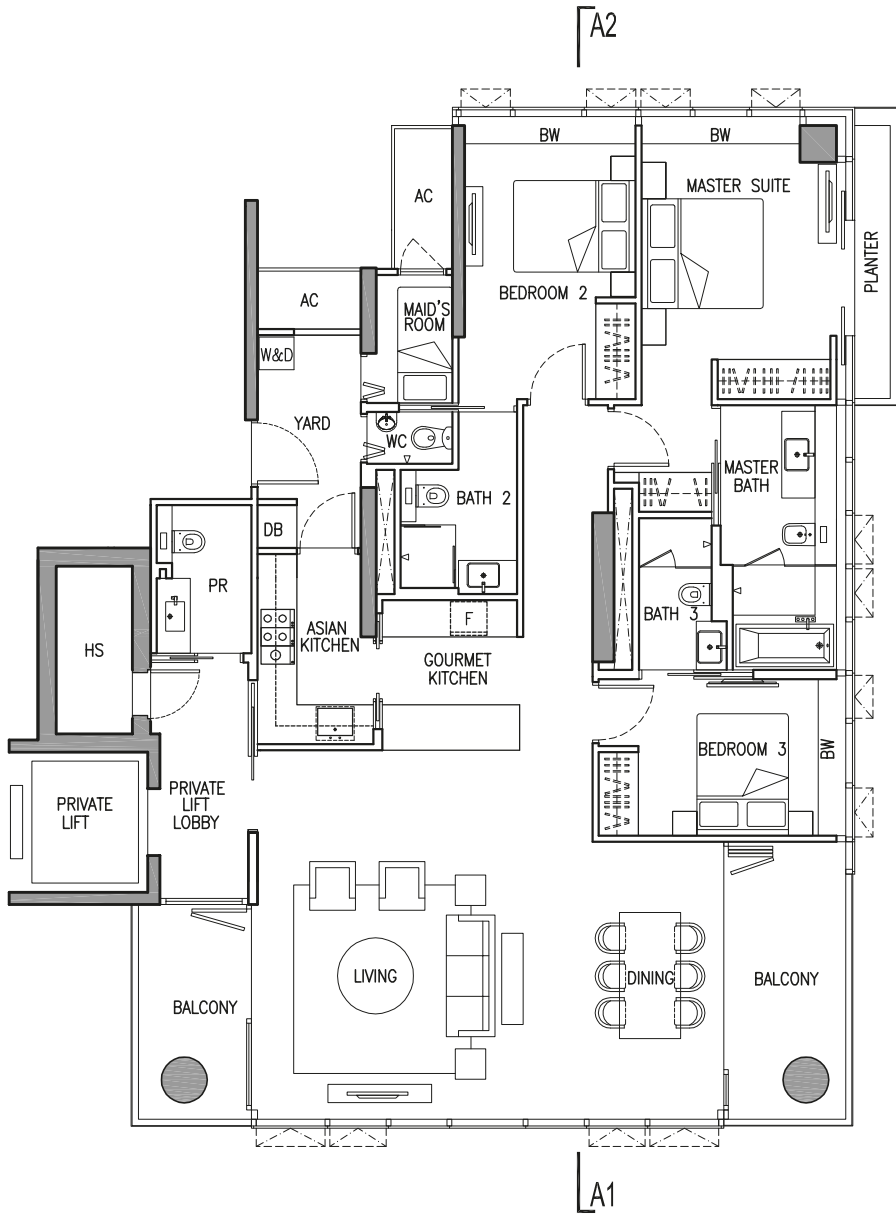 A2
BW
BW
MASTER SUITE
AC
PLANTER
BEDROOM 2
AC
MAID'S
ROOM
W&D
YARD
WC
MASTER
BATH
BATH 2
DB
PR
F
ASIAN
KITCHEN
BATH 3
HS
GOURMET
KITCHEN
BEDROOM 3
BW
PRIVATE
LIFT
PRIVATE
LIFT
LOBBY
LIVING
DINING
BALCONY
BALCONY
A1